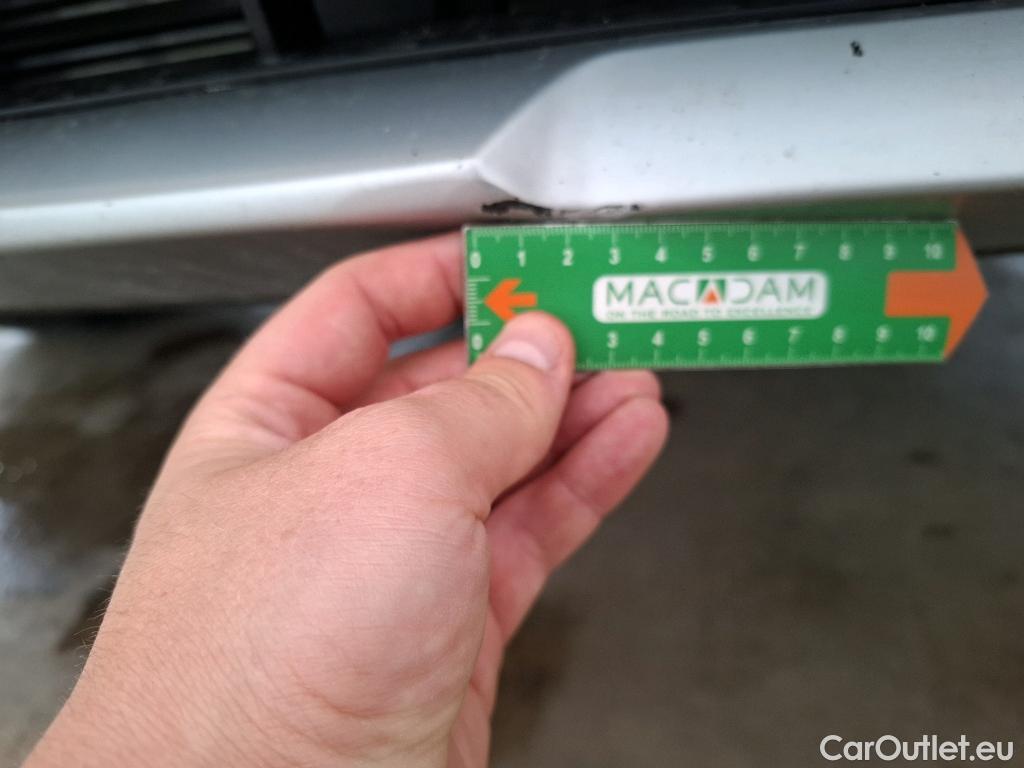 0 1 2 3 4 5 6 7 8 9 10
MACADAM
ON THE ROAD TO EXCELLENCE
0 3 4 5 6 7 8 9 10
CarOutlet.eu